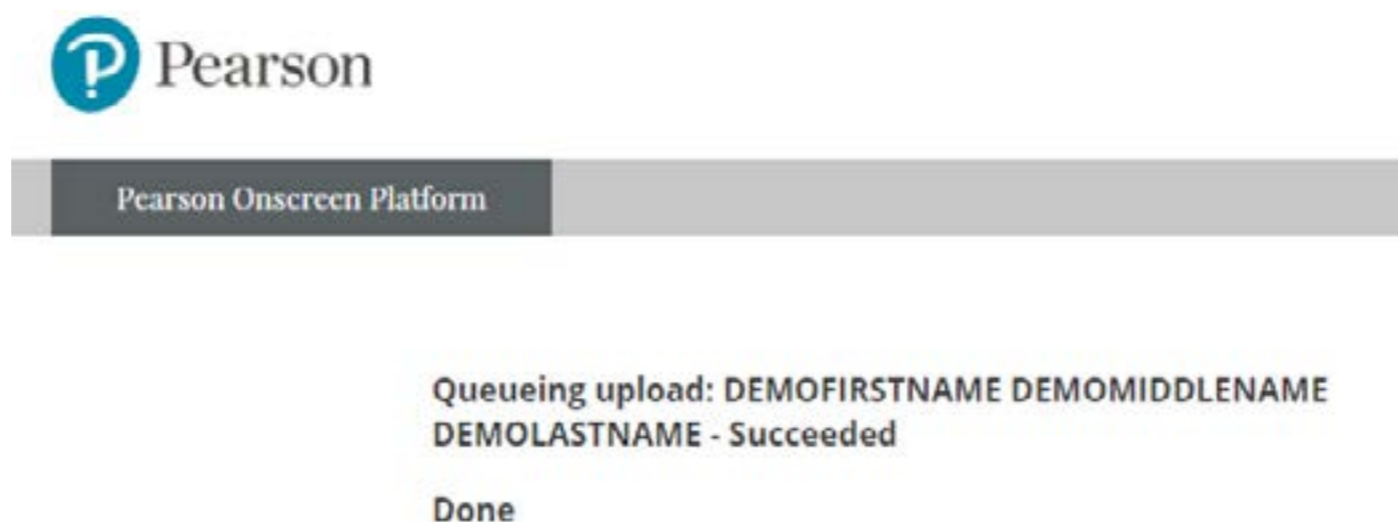 Pearson
Pearson Onscreen Platform
Queueing upload: DEMOFIRSTNAME DEMOMIDDLENAME
DEMOLASTNAME - Succeeded
Done